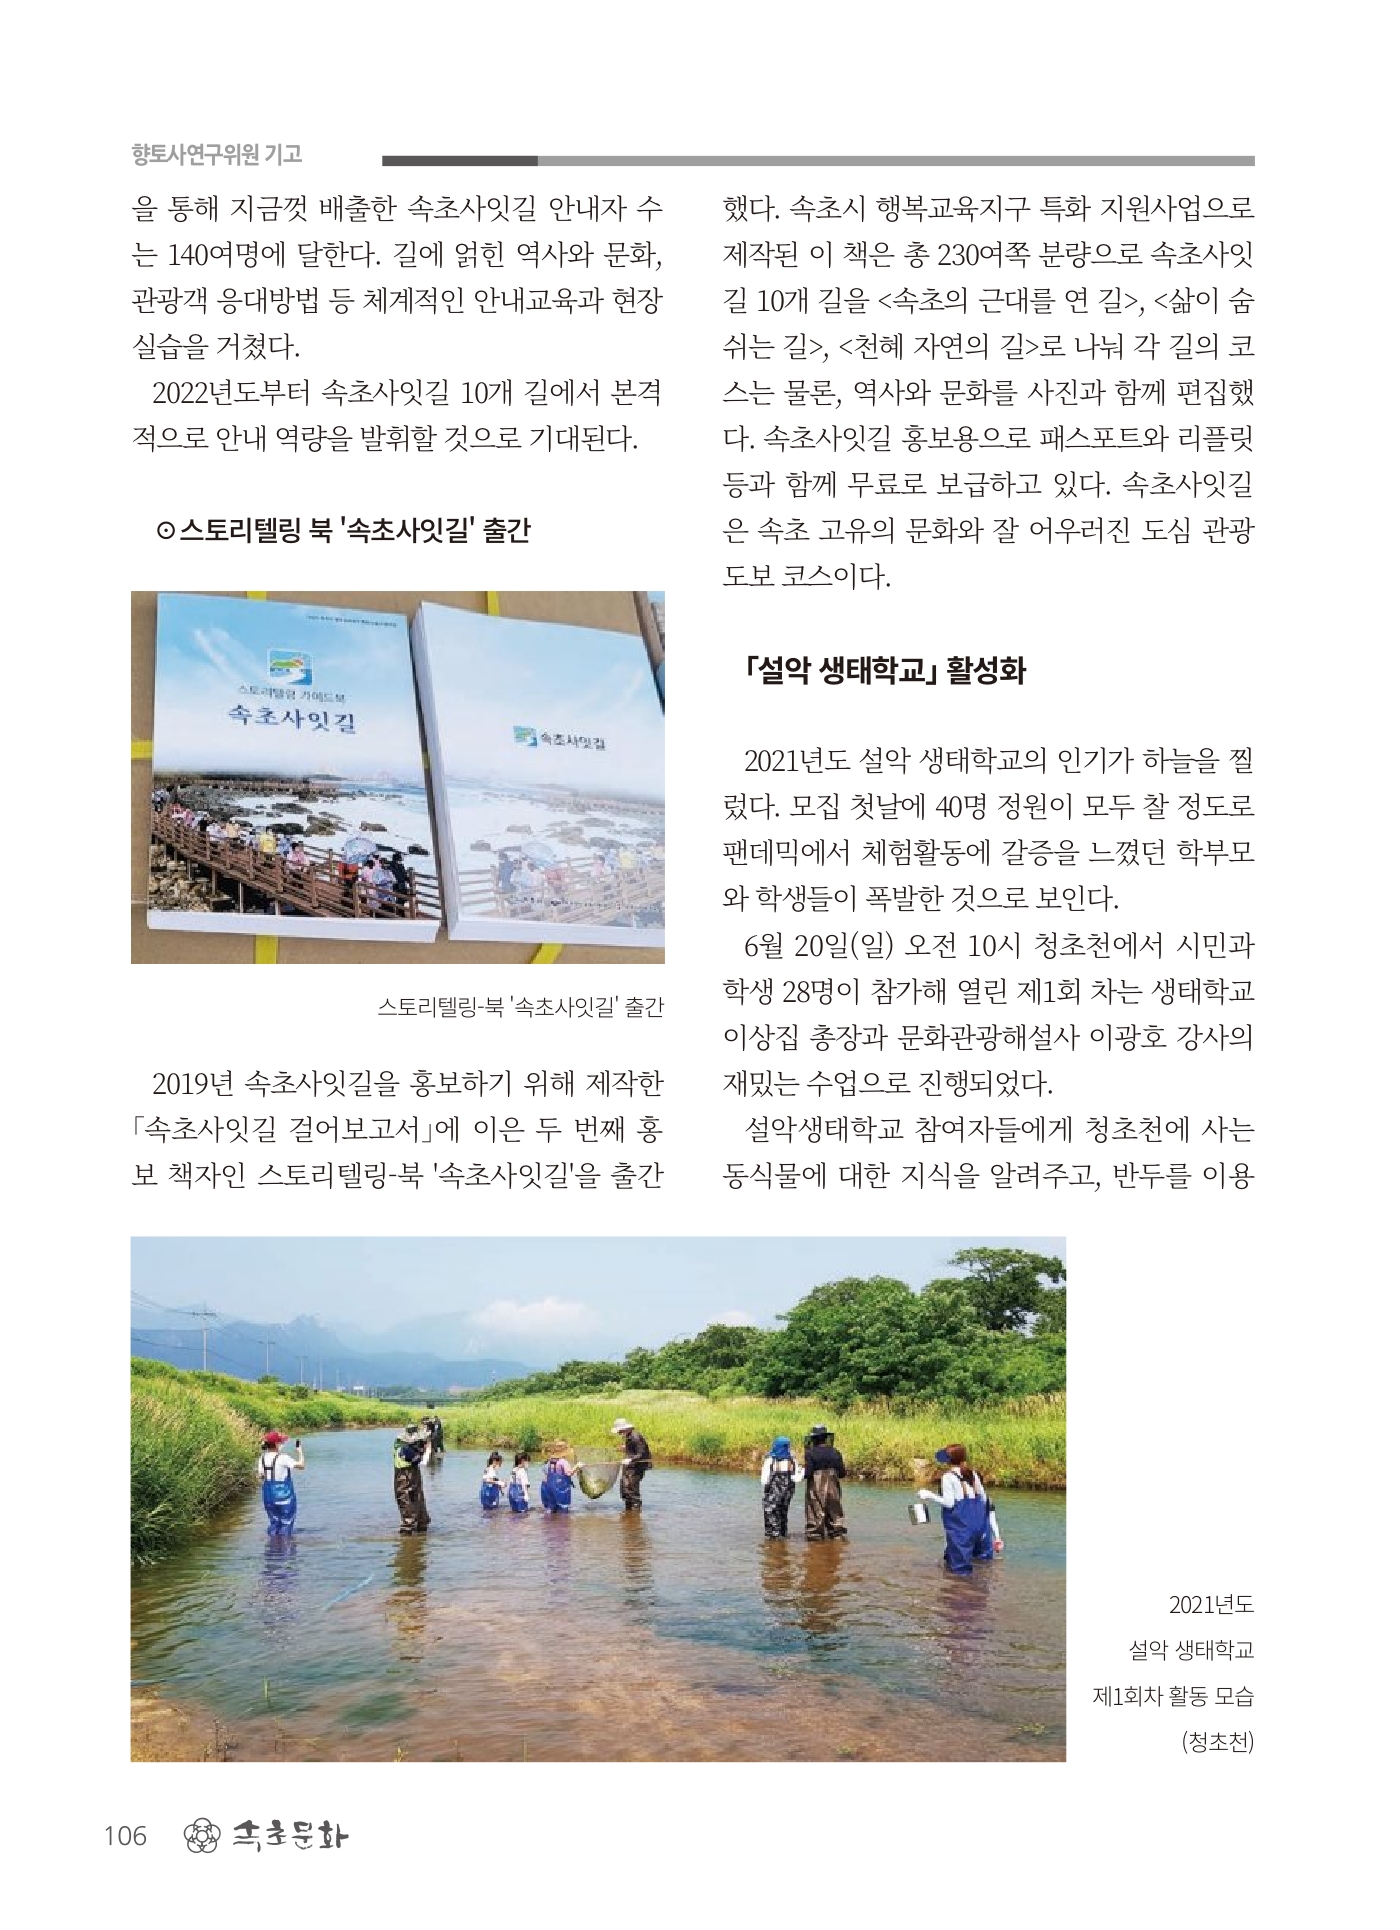 향토사연구위원 기고
을 통해 지금껏 배출한 속초사잇길 안내자 수
는 140여명에 달한다. 길에 얽힌 역사와 문화,
관광객 응대방법 등 체계적인 안내교육과 현장
실습을 거쳤다.
2022년도부터 속초사잇길 10개 길에서 본격
적으로 안내 역량을 발휘할 것으로 기대된다.
⊙스토리텔링 북 '속초사잇길' 출간
스토리텔링 가이드북
속초사잇길
속초사잇길
스토리텔링-북 '속초사잇길' 출간
2019년 속초사잇길을 홍보하기 위해 제작한
「속초사잇길 걸어보고서」에 이은 두 번째 홍
보 책자인 스토리텔링-북 '속초사잇길'을 출간
했다. 속초시 행복교육지구 특화 지원사업으로
제작된 이 책은 총 230여쪽 분량으로 속초사잇
길 10개 길을 <속초의 근대를 연 길>, <삶이 숨
쉬는 길>, <천혜 자연의 길>로 나눠 각 길의 코
스는 물론, 역사와 문화를 사진과 함께 편집했
다. 속초사잇길 홍보용으로 패스포트와 리플릿
등과 함께 무료로 보급하고 있다. 속초사잇길
은 속초 고유의 문화와 잘 어우러진 도심 관광
도보 코스이다.
「설악 생태학교」 활성화
2021년도 설악 생태학교의 인기가 하늘을 찔
렀다. 모집 첫날에 40명 정원이 모두 찰 정도로
팬데믹에서 체험활동에 갈증을 느꼈던 학부모
와 학생들이 폭발한 것으로 보인다.
6월 20일(일) 오전 10시 청초천에서 시민과
학생 28명이 참가해 열린 제1회 차는 생태학교
이상집 총장과 문화관광해설사 이광호 강사의
재밌는 수업으로 진행되었다.
설악생태학교 참여자들에게 청초천에 사는
동식물에 대한 지식을 알려주고, 반두를 이용
2021년도
설악 생태학교
제1회차 활동 모습
(청초천)
106 속초문화